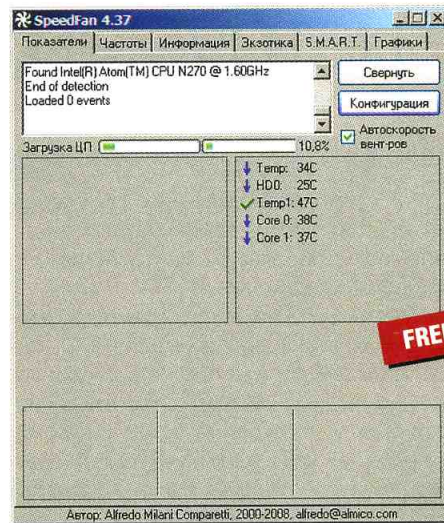 SpeedFan 4.37
Показатели Частоты Информация Экзотика S.M.A.R.T. Графики
Found Intel(R) Atom(TM) CPU N270 @ 1.60GHz
End of detection
Loaded 0 events
Свернуть
Конфигурация
Автоскорость
вент-ров
Загрузка ЦП 10,8%
Temp: 34C
HD0: 25C
Temp1: 47C
Core 0: 38C
Core 1: 37C
FREE
Автор: Alfredo Milani Comparetti, 2000-2008, alfredo@almico.com